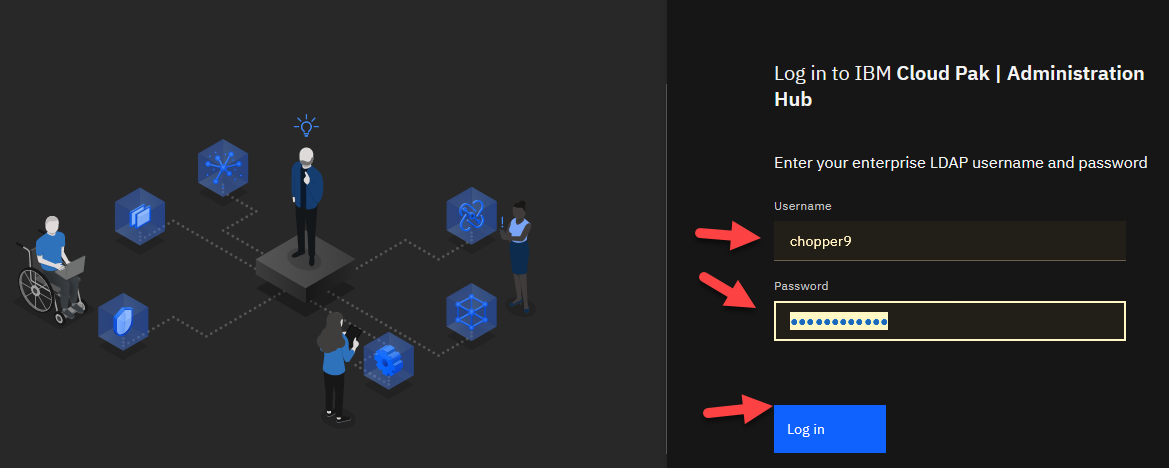 Log in to IBM Cloud Pak | Administration
Hub
Enter your enterprise LDAP username and password
Username
chopper9
Password
••••••••••••
Log in